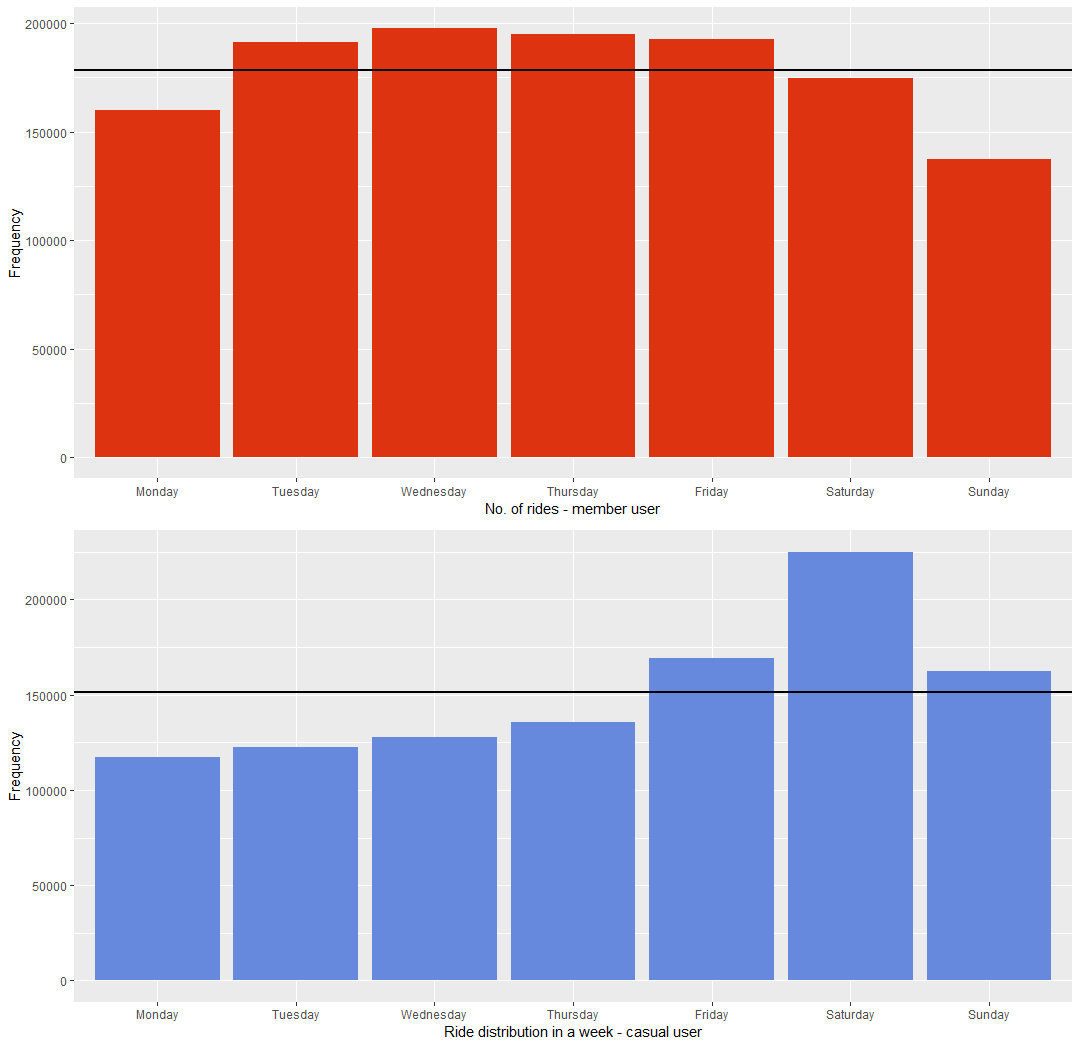 200000
150000
100000
50000
0
Frequency
Monday Tuesday Wednesday Thursday Friday Saturday Sunday
No. of rides - member user
200000
150000
100000
50000
0
Frequency
Monday Tuesday Wednesday Thursday Friday Saturday Sunday
Ride distribution in a week - casual user